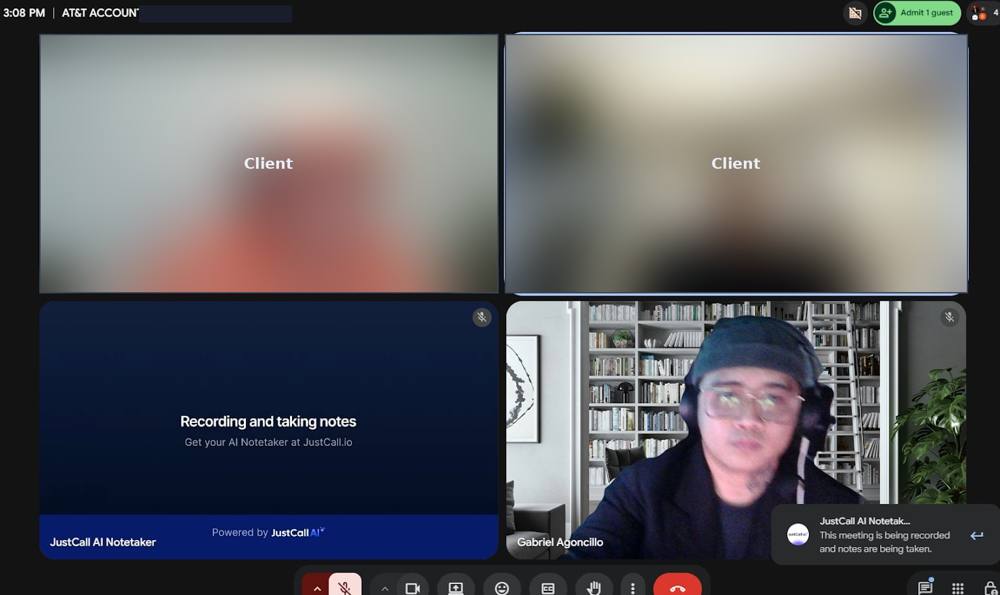 3:08 PM | AT&T ACCOUNT
Admit 1 guest
4
Client
Client
Recording and taking notes
Get your AI Notetaker at JustCall.io
Powered by JustCall AI
JustCall AI Notetaker
Gabriel Agoncillo
JustCall AI Notetak...
This meeting is being recorded
and notes are being taken.